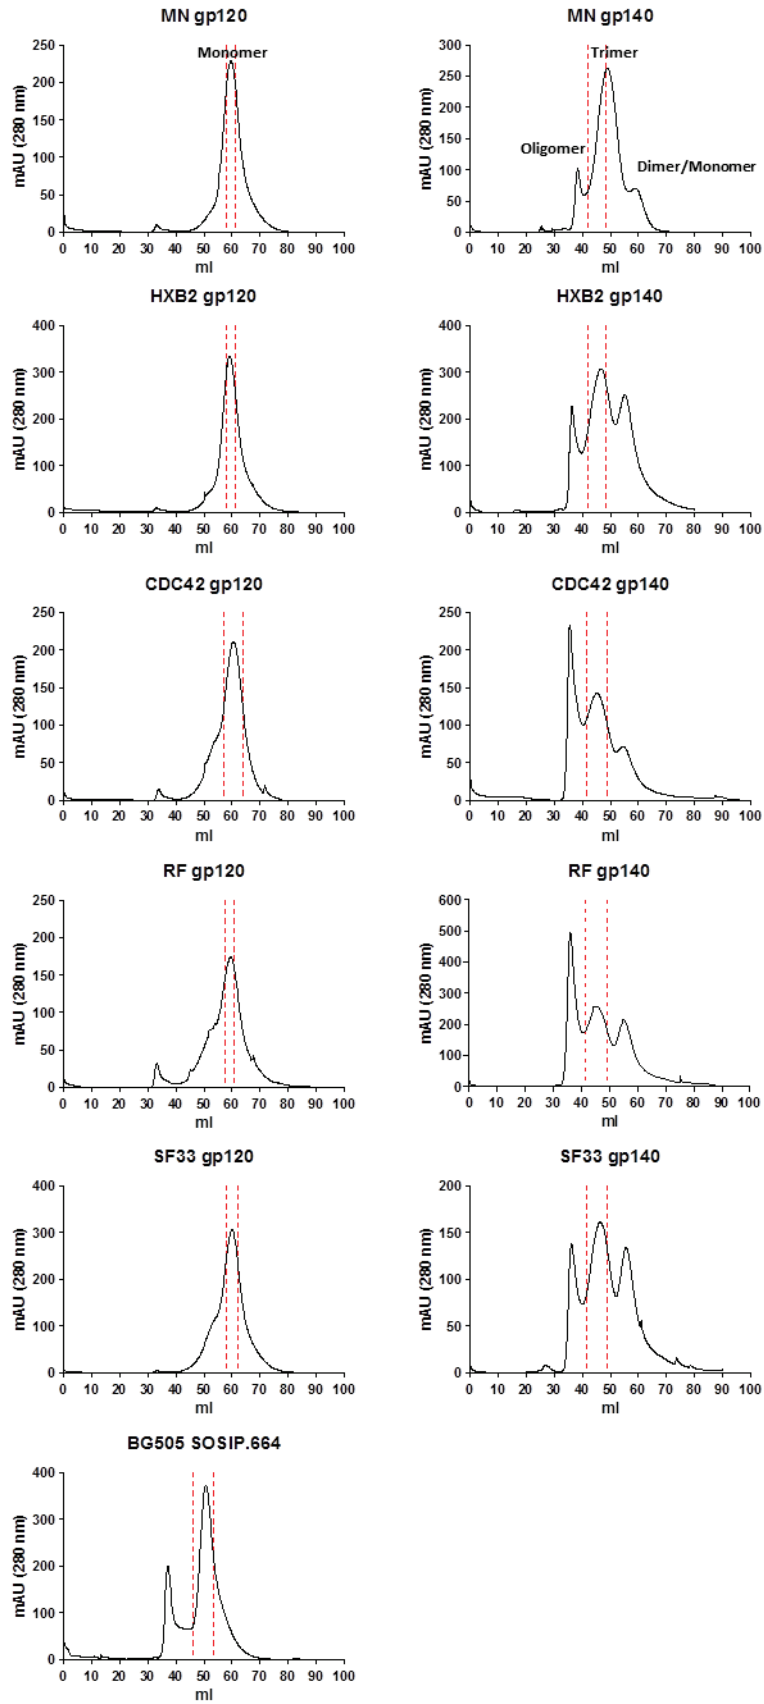 MN gp120
Monomer
mAU (280 nm)
250
200
150
100
50
0
0 10 20 30 40 50 60 70 80 90 100
ml
MN gp140
Trimer
Oligomer
Dimer/Monomer
mAU (280 nm)
300
250
200
150
100
50
0
0 10 20 30 40 50 60 70 80 90 100
ml
HXB2 gp120
mAU (280 nm)
400
300
200
100
0
0 10 20 30 40 50 60 70 80 90 100
ml
HXB2 gp140
mAU (280 nm)
400
300
200
100
0
0 10 20 30 40 50 60 70 80 90 100
ml
CDC42 gp120
mAU (280 nm)
250
200
150
100
50
0
0 10 20 30 40 50 60 70 80 90 100
ml
CDC42 gp140
mAU (280 nm)
250
200
150
100
50
0
0 10 20 30 40 50 60 70 80 90 100
ml
RF gp120
mAU (280 nm)
250
200
150
100
50
0
0 10 20 30 40 50 60 70 80 90 100
ml
RF gp140
mAU (280 nm)
600
500
400
300
200
100
0
0 10 20 30 40 50 60 70 80 90 100
ml
SF33 gp120
mAU (280 nm)
400
300
200
100
0
0 10 20 30 40 50 60 70 80 90 100
ml
SF33 gp140
mAU (280 nm)
200
150
100
50
0
0 10 20 30 40 50 60 70 80 90 100
ml
BG505 SOSIP.664
mAU (280 nm)
400
300
200
100
0
0 10 20 30 40 50 60 70 80 90 100
ml